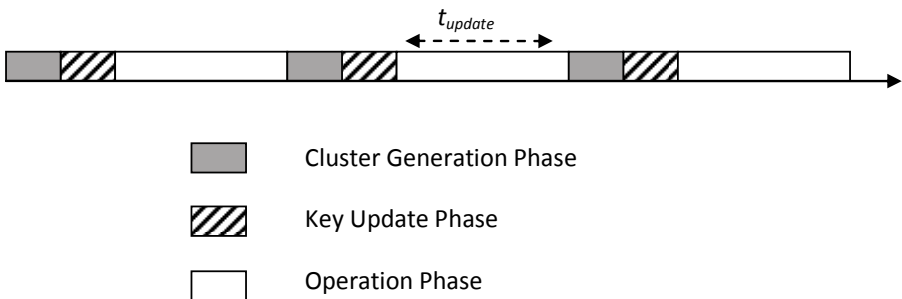 t_update
Cluster Generation Phase
Key Update Phase
Operation Phase